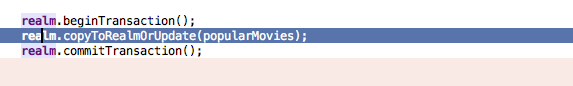 realm.beginTransaction();
realm.copyToRealmOrUpdate(popularMovies);
realm.commitTransaction();